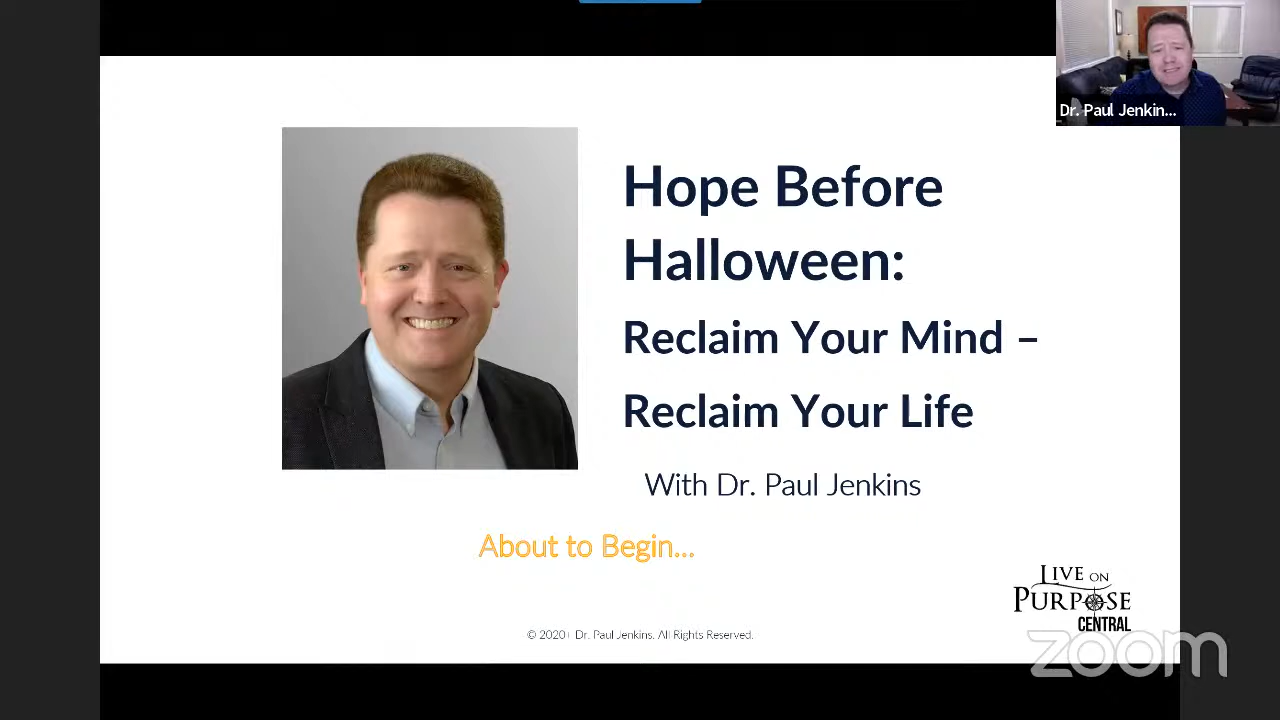 Dr. Paul Jenkin...
Hope Before
Halloween:
Reclaim Your Mind –
Reclaim Your Life
With Dr. Paul Jenkins
About to Begin...
LIVE ON
PURPOSE
CENTRAL
© 2020+ Dr. Paul Jenkins. All Rights Reserved.
zoom